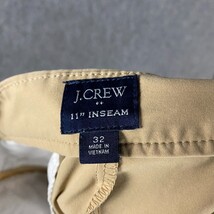 J.CREW
11" INSEAM
32
MADE IN
VIETNAM